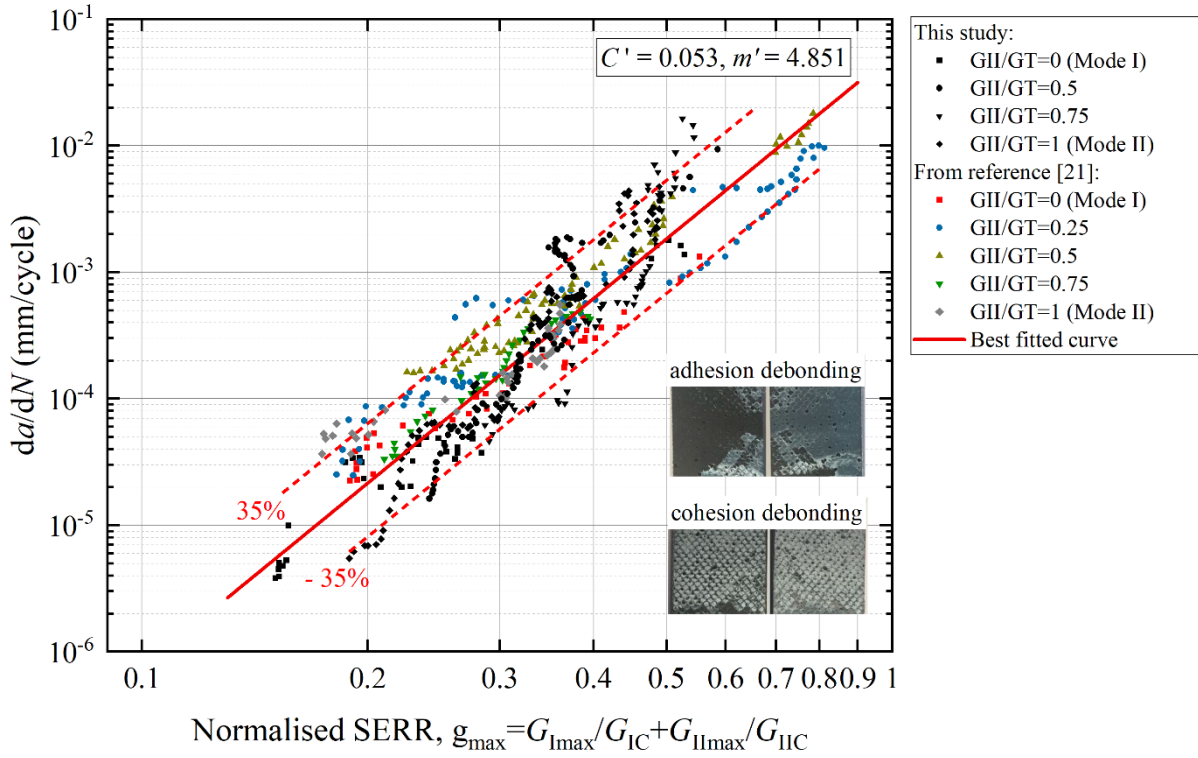 10⁻¹
10⁻²
10⁻³
10⁻⁴
10⁻⁵
10⁻⁶
da/dN (mm/cycle)
C' = 0.053, m' = 4.851
35%
- 35%
adhesion debonding
cohesion debonding
0.1 0.2 0.3 0.4 0.5 0.6 0.7 0.8 0.9 1
Normalised SERR, gmax=GImax/GIC+GIImax/GIIC
This study:
GII/GT=0 (Mode I)
GII/GT=0.5
GII/GT=0.75
GII/GT=1 (Mode II)
From reference [21]:
GII/GT=0 (Mode I)
GII/GT=0.25
GII/GT=0.5
GII/GT=0.75
GII/GT=1 (Mode II)
Best fitted curve